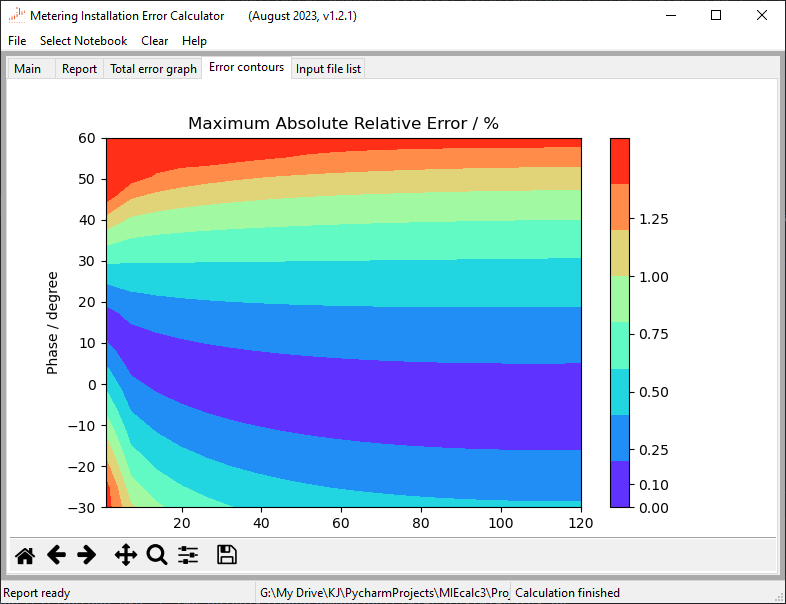 Metering Installation Error Calculator (August 2023, v1.2.1)
File Select Notebook Clear Help
Main Report Total error graph Error contours Input file list
Maximum Absolute Relative Error / %
Phase / degree
60
50
40
30
20
10
0
−10
−20
−30
20 40 60 80 100 120
1.25
1.00
0.75
0.50
0.25
0.10
0.00
Report ready G:\My Drive\KJ\PycharmProjects\MIEcalc3\Proj Calculation finished